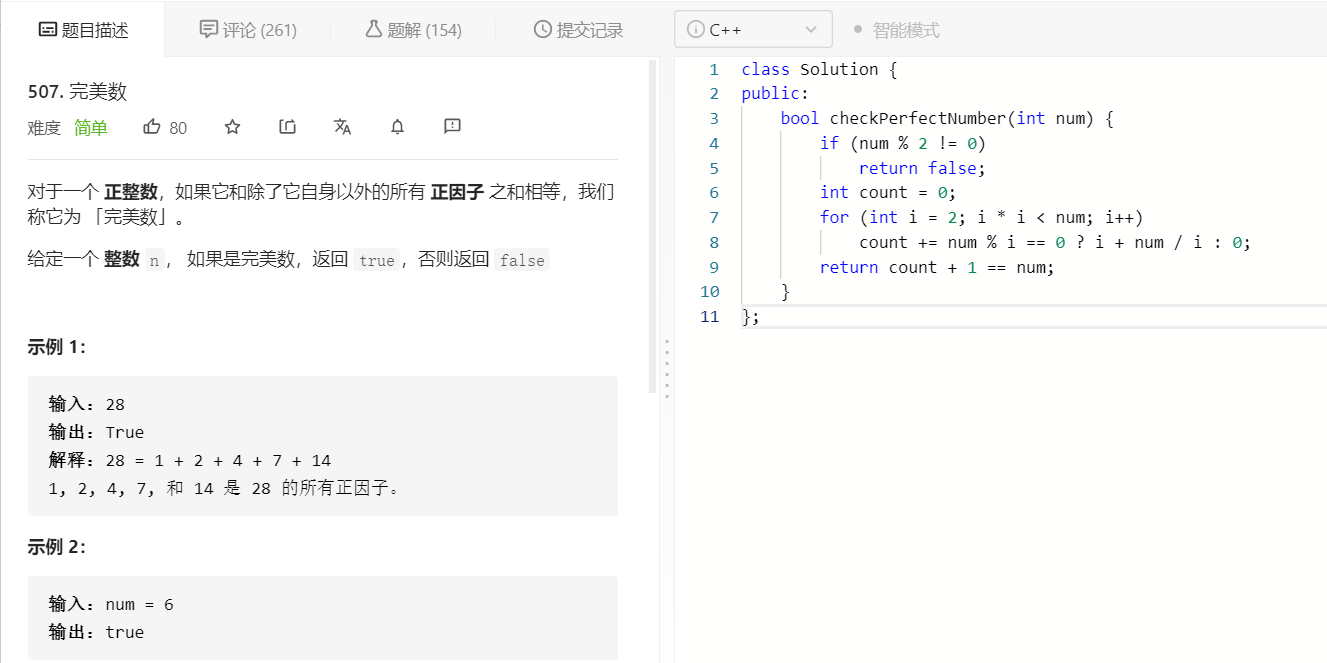 题目描述
评论 (261)
题解 (154)
提交记录
C++
智能模式
507. 完美数
难度 简单 80
对于一个 正整数，如果它和除了它自身以外的所有 正因子 之和相等，我们
称它为 「完美数」。
给定一个 整数 n， 如果是完美数，返回 true，否则返回 false
示例 1：
输入：28
输出：True
解释：28 = 1 + 2 + 4 + 7 + 14
1, 2, 4, 7, 和 14 是 28 的所有正因子。
示例 2：
输入：num = 6
输出：true
1 class Solution {
2 public:
3 bool checkPerfectNumber(int num) {
4 if (num % 2 != 0)
5 return false;
6 int count = 0;
7 for (int i = 2; i * i < num; i++)
8 count += num % i == 0 ? i + num / i : 0;
9 return count + 1 == num;
10 }
11 };